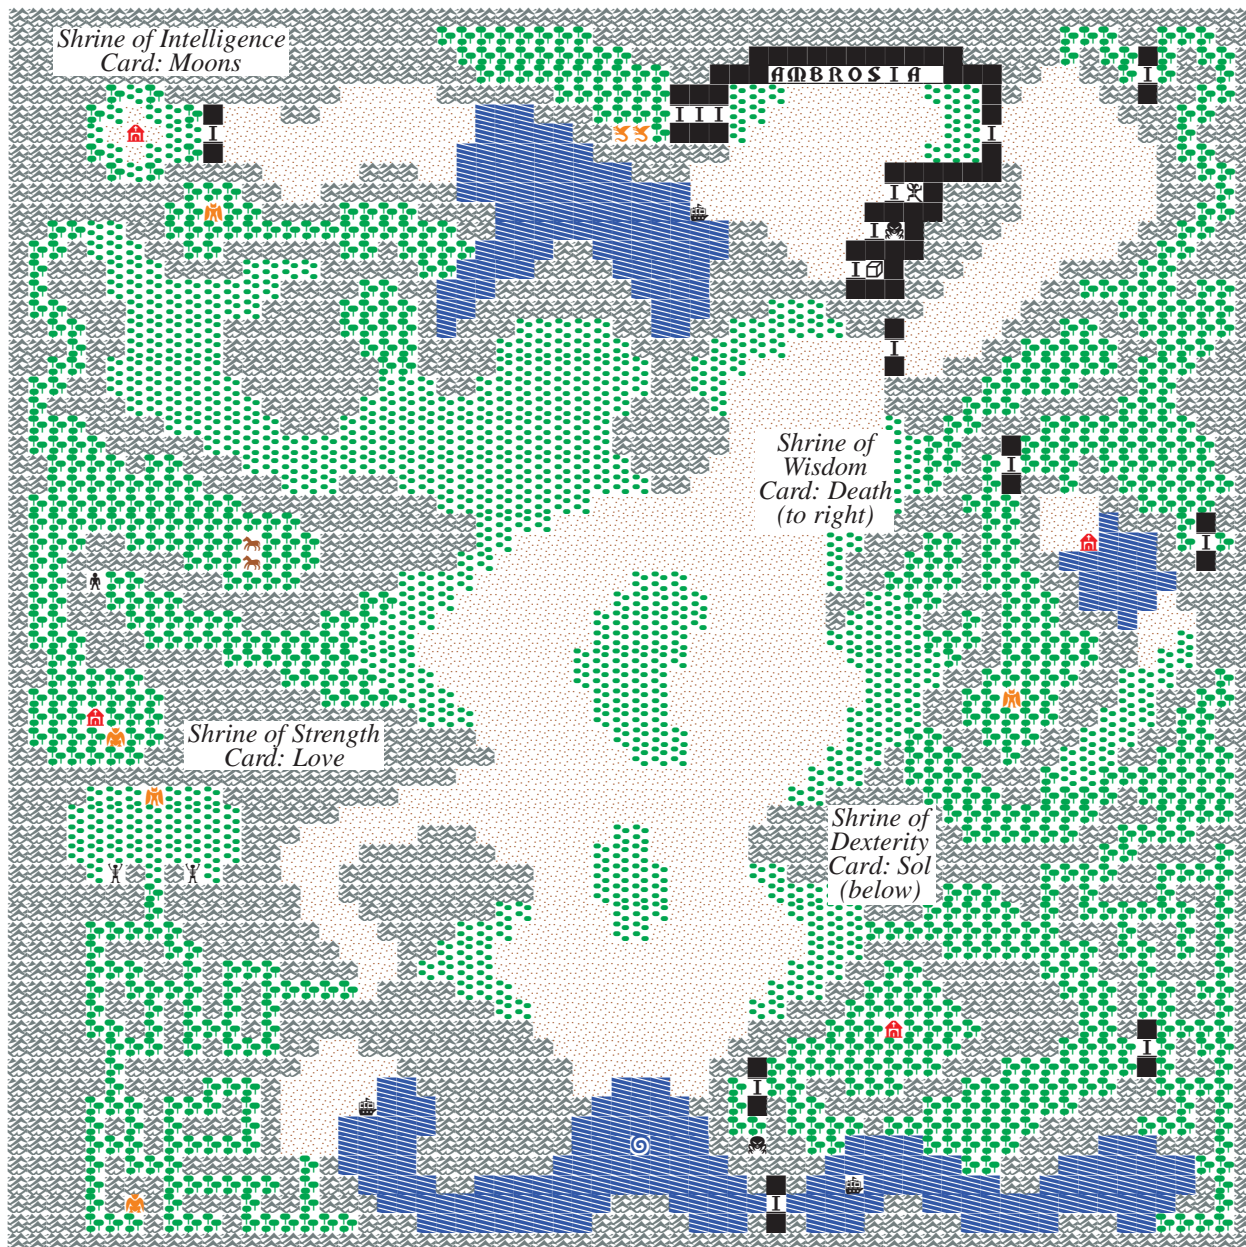 Shrine of Intelligence
Card: Moons
AMBROSIA
Shrine of
Wisdom
Card: Death
(to right)
Shrine of Strength
Card: Love
Shrine of
Dexterity
Card: Sol
(below)